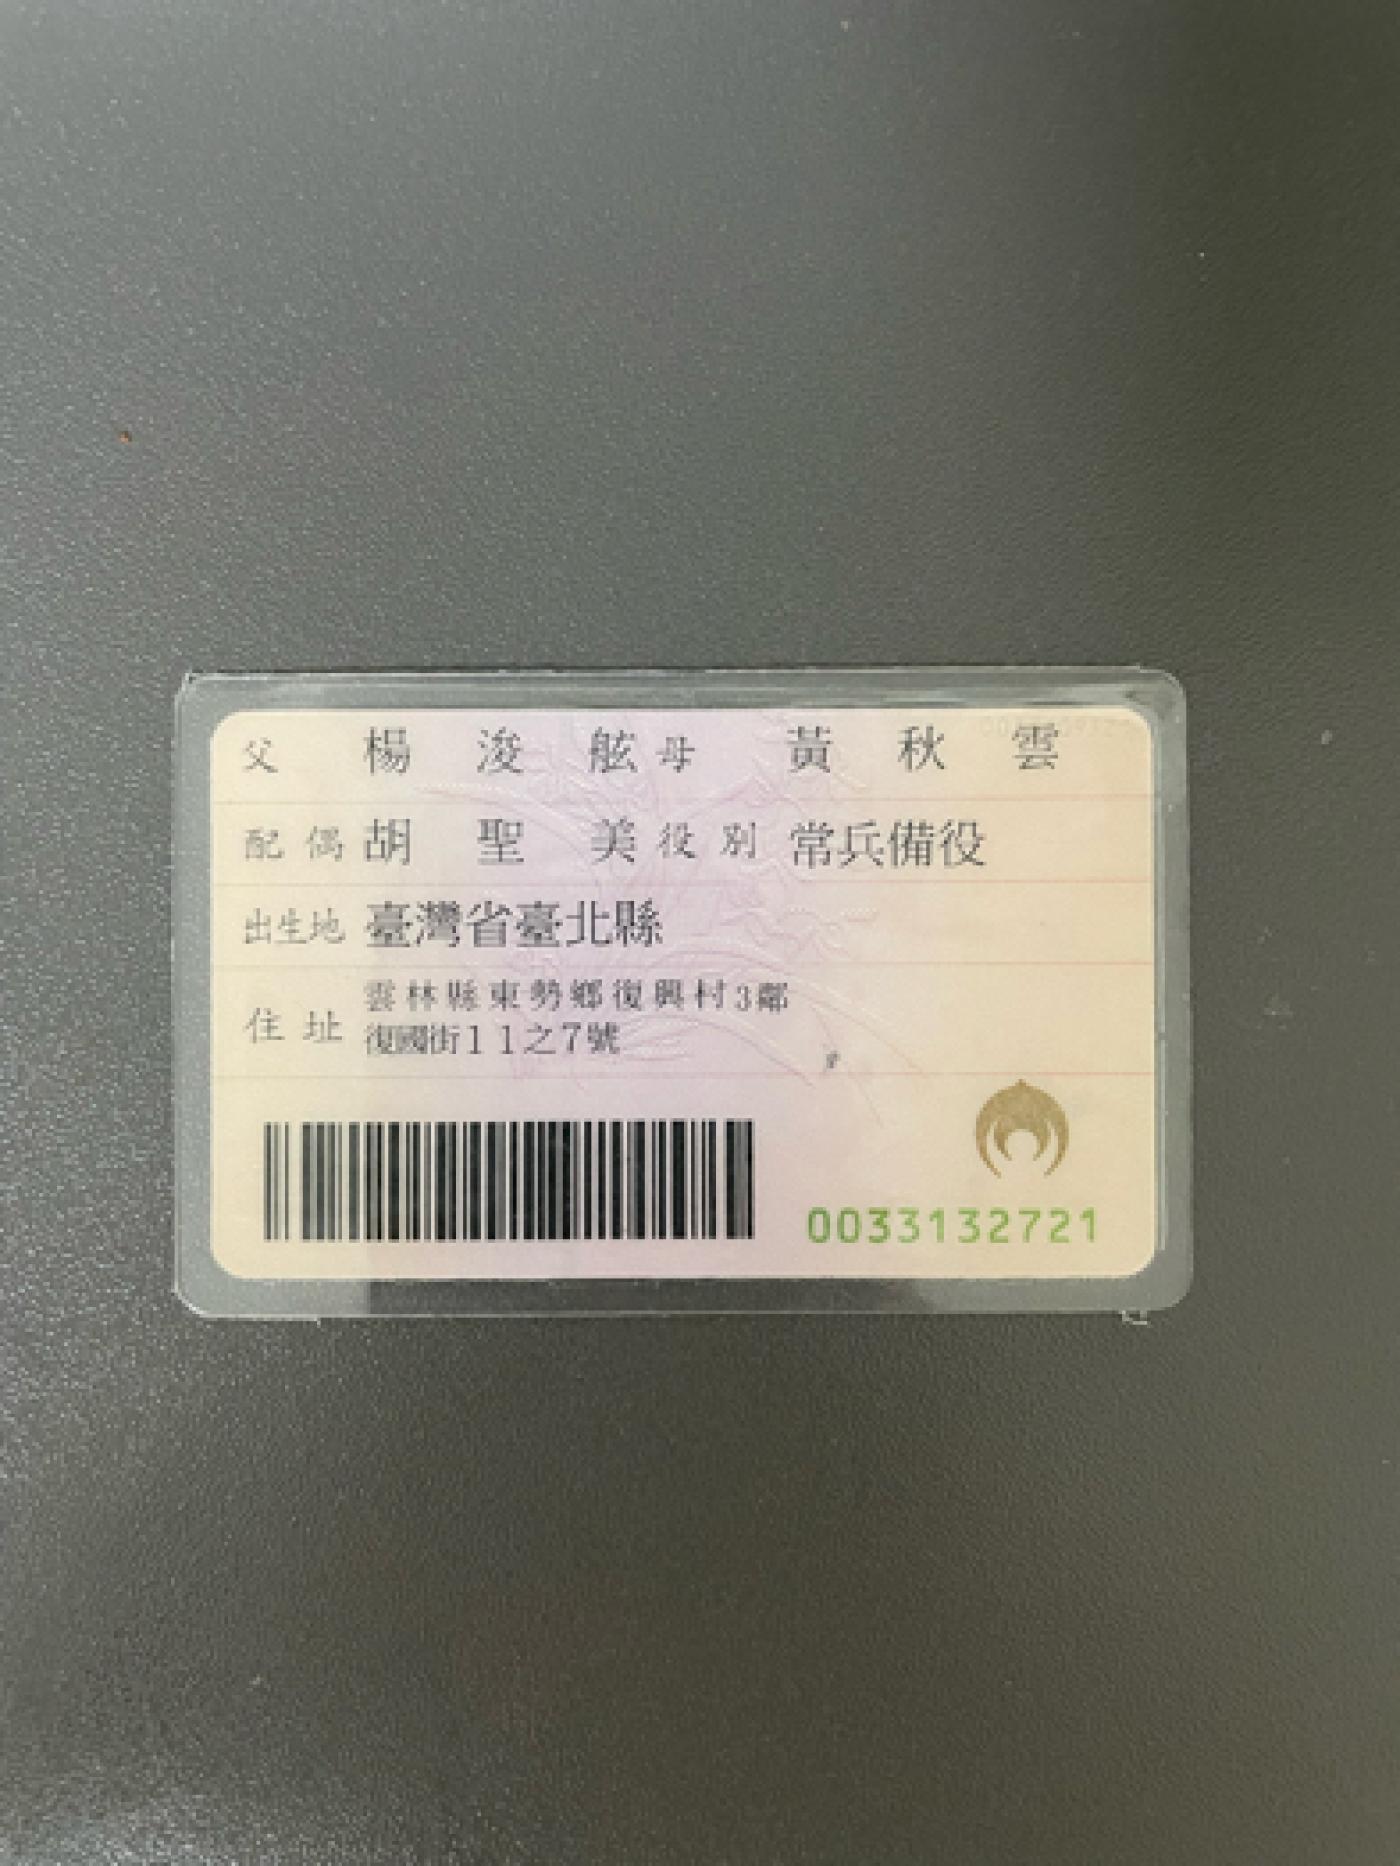 父 楊浚舷 母 黃秋雲
配偶 胡聖美 役別 常兵備役
出生地 臺灣省臺北縣
住址 雲林縣東勢鄉復興村3鄰
復國街11之7號
0033132721